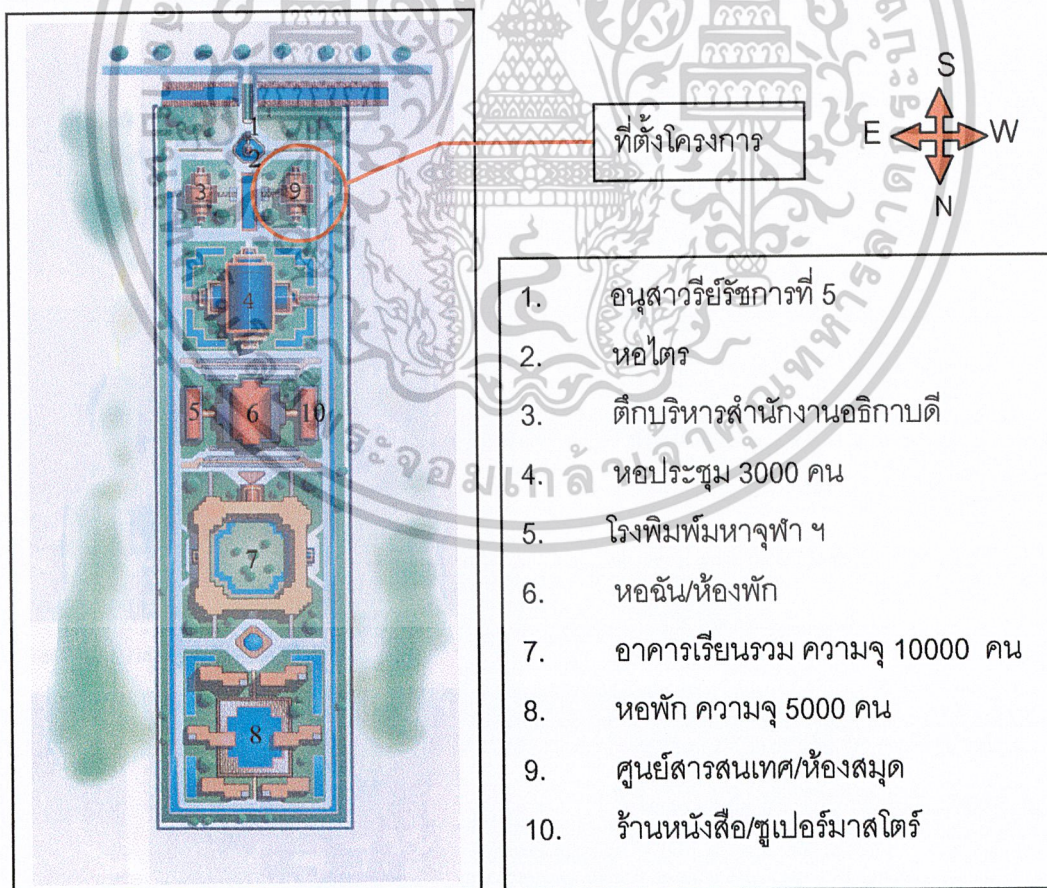 1
2
3
9
4
5
6
10
7
8
ที่ตั้งโครงการ
S
E W
N
1. อนุสาวรีย์รัชการที่ 5
2. หอไตร
3. ตึกบริหารสำนักงานอธิกาบดี
4. หอประชุม 3000 คน
5. โรงพิมพ์มหาจุฬา ฯ
6. หอฉัน/ห้องพัก
7. อาคารเรียนรวม ความจุ 10000 คน
8. หอพัก ความจุ 5000 คน
9. ศูนย์สารสนเทศ/ห้องสมุด
10. ร้านหนังสือ/ซูเปอร์มาสโตร์